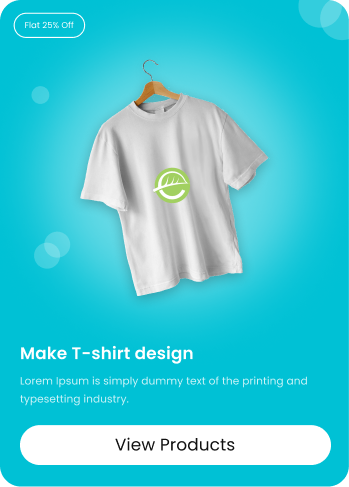 Flat 25% Off
Make T-shirt design
Lorem Ipsum is simply dummy text of the printing and
typesetting industry.
View Products